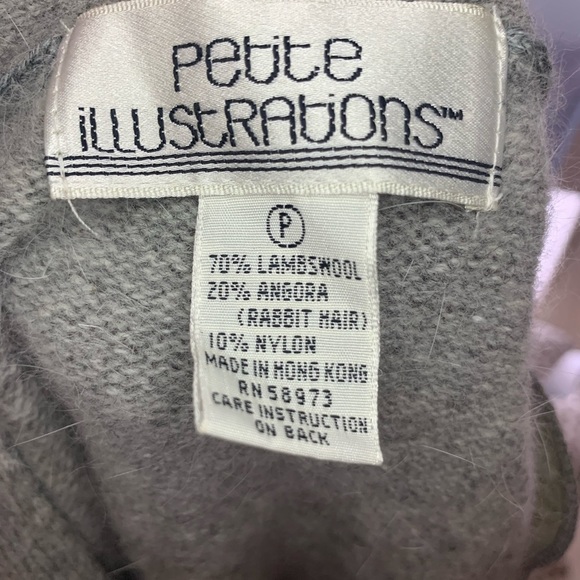 Petite
iLLUStRAtiOnS™
P
70% LAMBSWOOL
20% ANGORA
(RABBIT HAIR)
10% NYLON
MADE IN HONG KONG
RN 58973
CARE INSTRUCTION
ON BACK